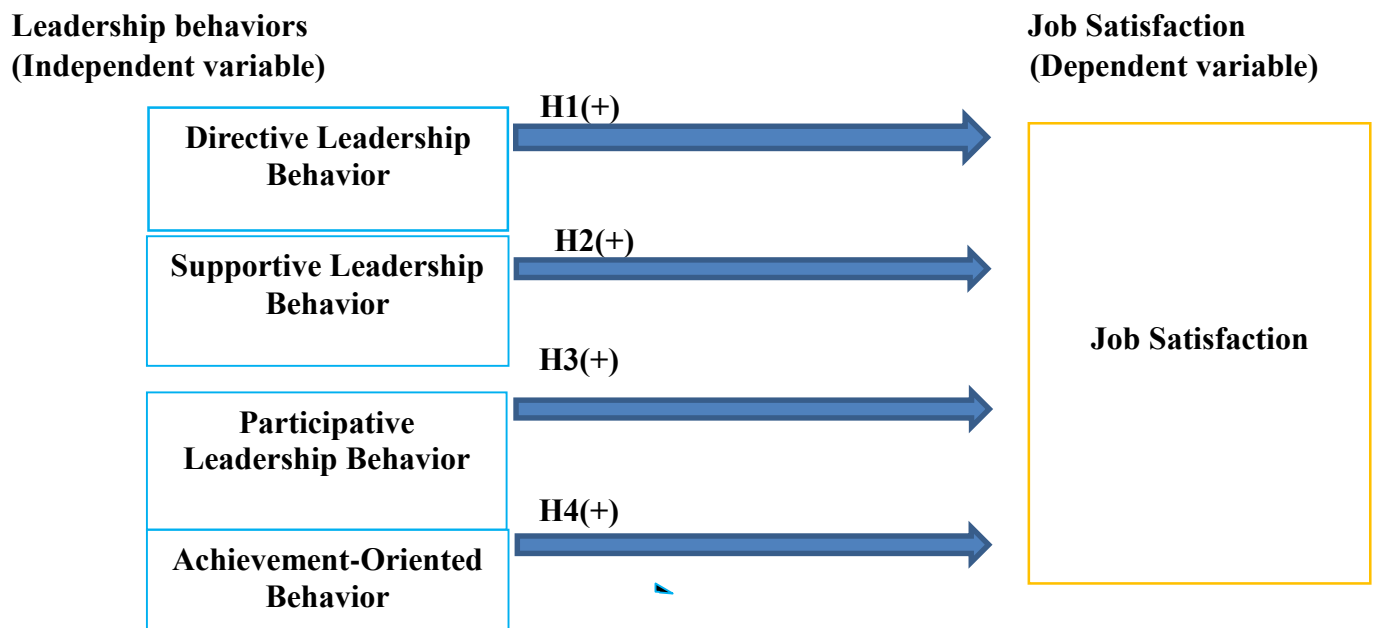 Leadership behaviors
(Independent variable)
Job Satisfaction
(Dependent variable)
H1(+)
Directive Leadership
Behavior
H2(+)
Supportive Leadership
Behavior
H3(+)
Participative
Leadership Behavior
H4(+)
Achievement-Oriented
Behavior
Job Satisfaction